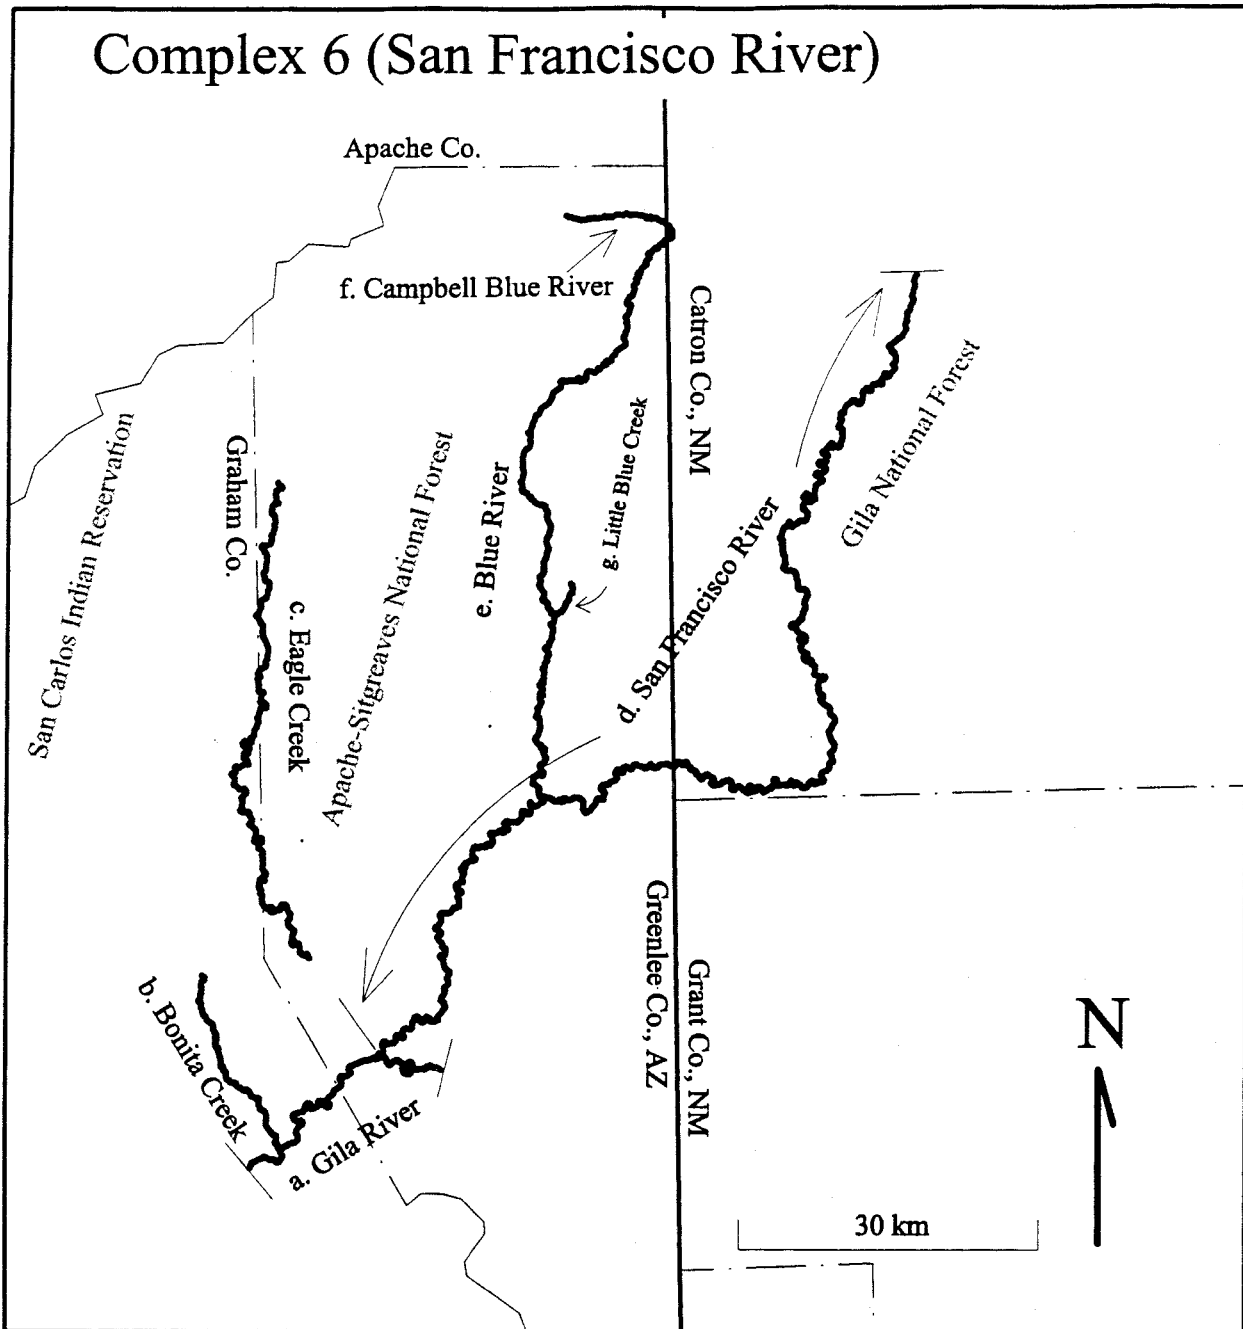 Complex 6 (San Francisco River)
Apache Co.
f. Campbell Blue River
Catron Co., NM
Gila National Forest
San Carlos Indian Reservation
Graham Co.
Apache-Sitgreaves National Forest
e. Blue River
g. Little Blue Creek
c. Eagle Creek
d. San Francisco River
b. Bonita Creek
a. Gila River
Greenlee Co., AZ
Grant Co., NM
N
30 km